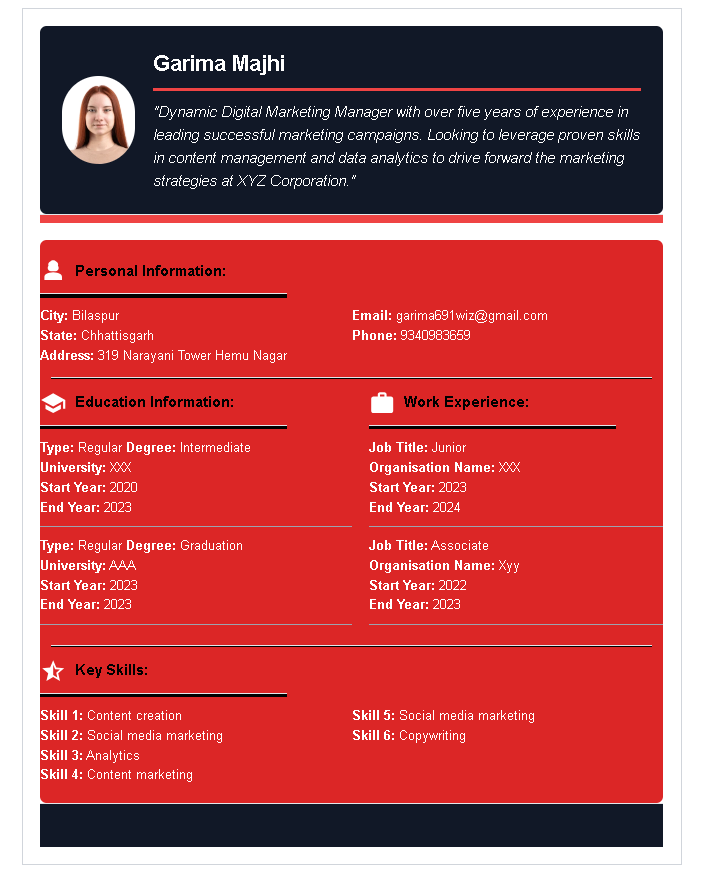 Garima Majhi
"Dynamic Digital Marketing Manager with over five years of experience in
leading successful marketing campaigns. Looking to leverage proven skills
in content management and data analytics to drive forward the marketing
strategies at XYZ Corporation."
Personal Information:
City: Bilaspur
State: Chhattisgarh
Address: 319 Narayani Tower Hemu Nagar
Email: garima691wiz@gmail.com
Phone: 9340983659
Education Information:
Type: Regular Degree: Intermediate
University: XXX
Start Year: 2020
End Year: 2023
Type: Regular Degree: Graduation
University: AAA
Start Year: 2023
End Year: 2023
Work Experience:
Job Title: Junior
Organisation Name: XXX
Start Year: 2023
End Year: 2024
Job Title: Associate
Organisation Name: Xyy
Start Year: 2022
End Year: 2023
Key Skills:
Skill 1: Content creation
Skill 2: Social media marketing
Skill 3: Analytics
Skill 4: Content marketing
Skill 5: Social media marketing
Skill 6: Copywriting